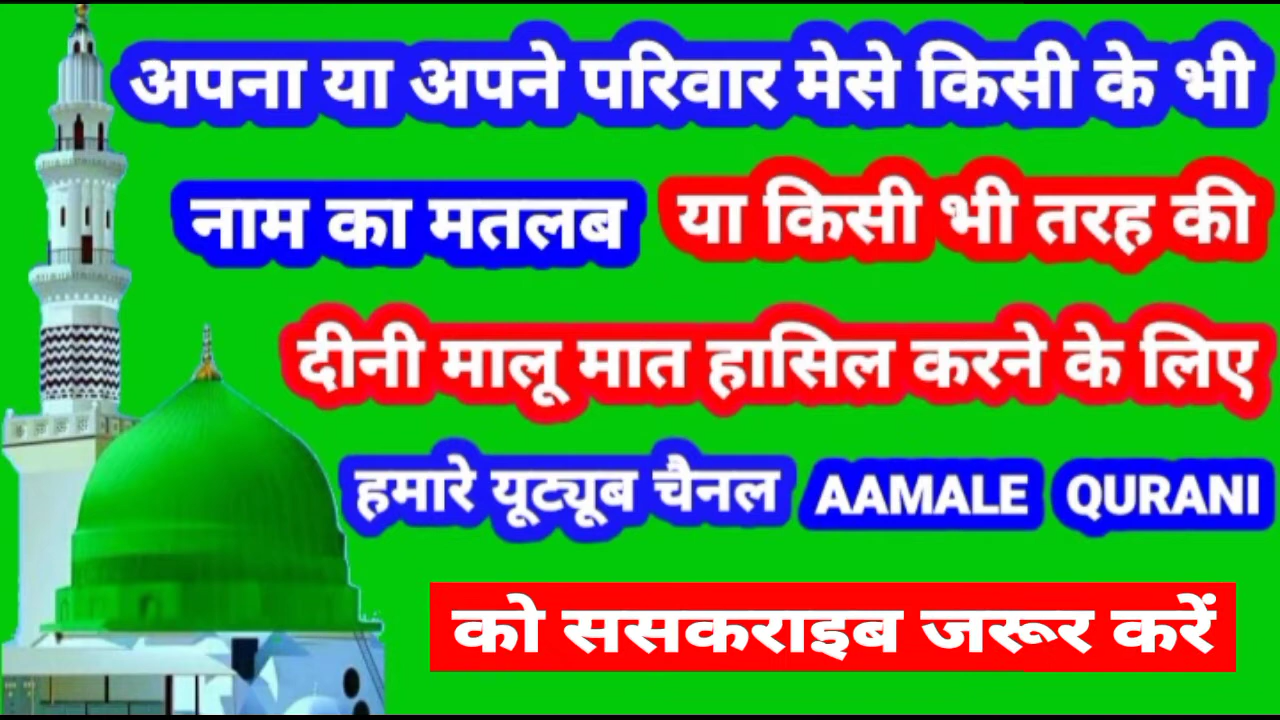 अपना या अपने परिवार मेसे किसी के भी
नाम का मतलब या किसी भी तरह की
दीनी मालू मात हासिल करने के लिए
हमारे यूट्यूब चैनल AAMALE QURANI
को ससकराइब जरूर करें